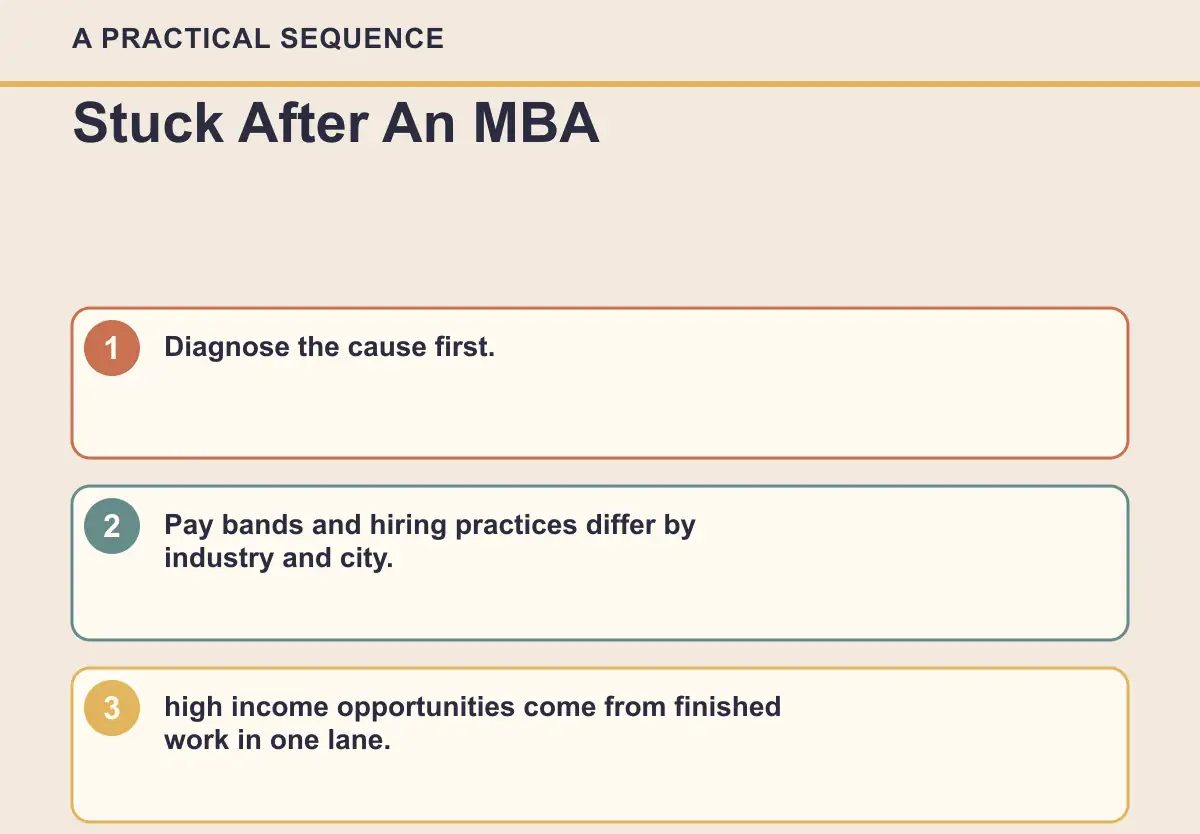 A PRACTICAL SEQUENCE
Stuck After An MBA
1
Diagnose the cause first.
2
Pay bands and hiring practices differ by
industry and city.
3
high income opportunities come from finished
work in one lane.